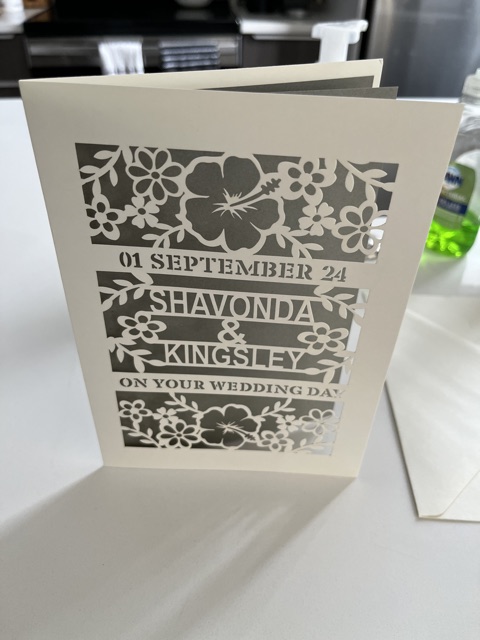 01 SEPTEMBER 24
SHAVONDA
&
KINGSLEY
ON YOUR WEDDING DAY